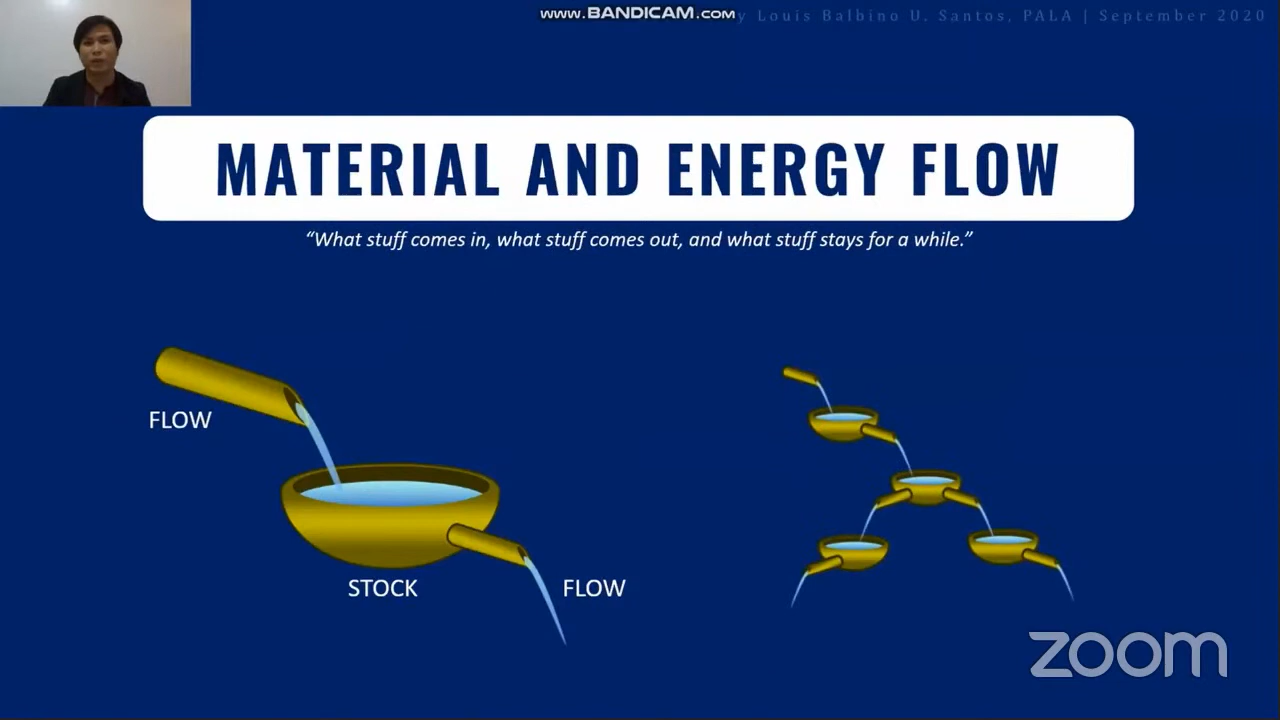 www.BANDICAM.com
y Louis Balbino U. Santos, PALA | September 2020
MATERIAL AND ENERGY FLOW
“What stuff comes in, what stuff comes out, and what stuff stays for a while.”
FLOW
STOCK
FLOW
zoom